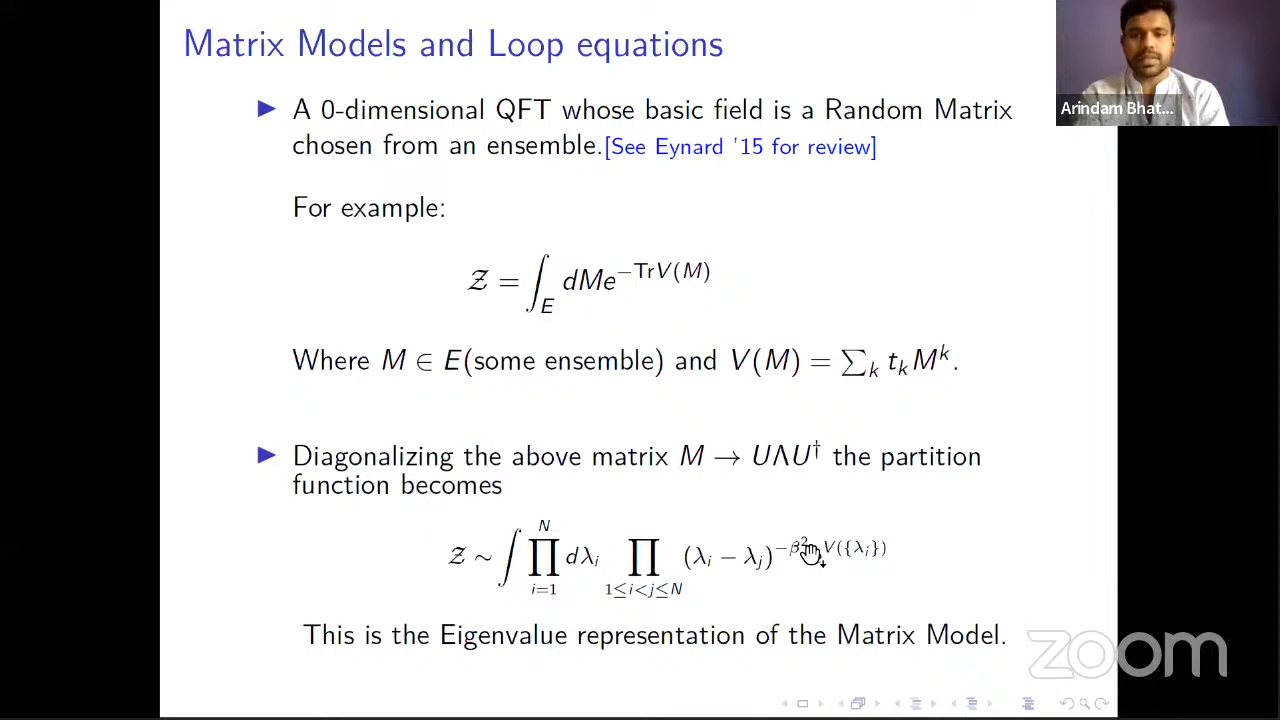 Matrix Models and Loop equations
Arindam Bhat...
▶ A 0-dimensional QFT whose basic field is a Random Matrix
chosen from an ensemble.[See Eynard '15 for review]
For example:
𝒵 = ∫_E dMe^{−TrV(M)}
Where M ∈ E(some ensemble) and V(M) = ∑_k t_k M^k.
▶ Diagonalizing the above matrix M → UΛU† the partition
function becomes
𝒵 ∼ ∫ ∏_{i=1}^{N} dλ_i ∏_{1≤i<j≤N} (λ_i − λ_j)^{−β^2 V({λ_i})}
This is the Eigenvalue representation of the Matrix Model.
zoom